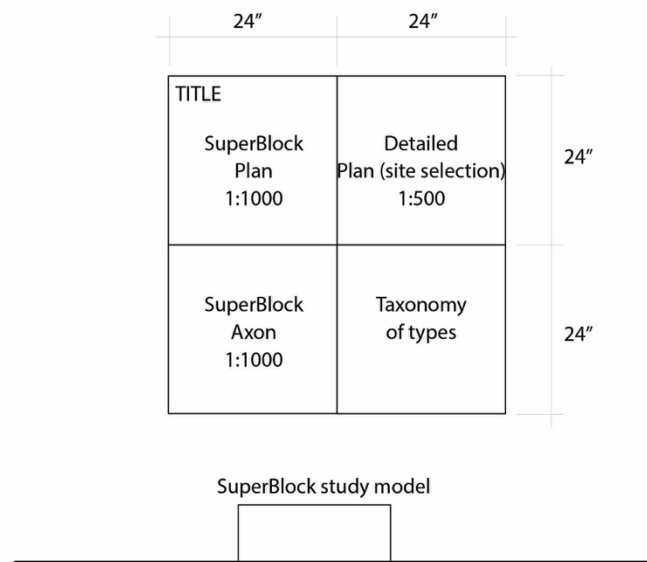 24”
24”
TITLE
SuperBlock
Plan
1:1000
Detailed
Plan (site selection)
1:500
24”
SuperBlock
Axon
1:1000
Taxonomy
of types
24”
SuperBlock study model